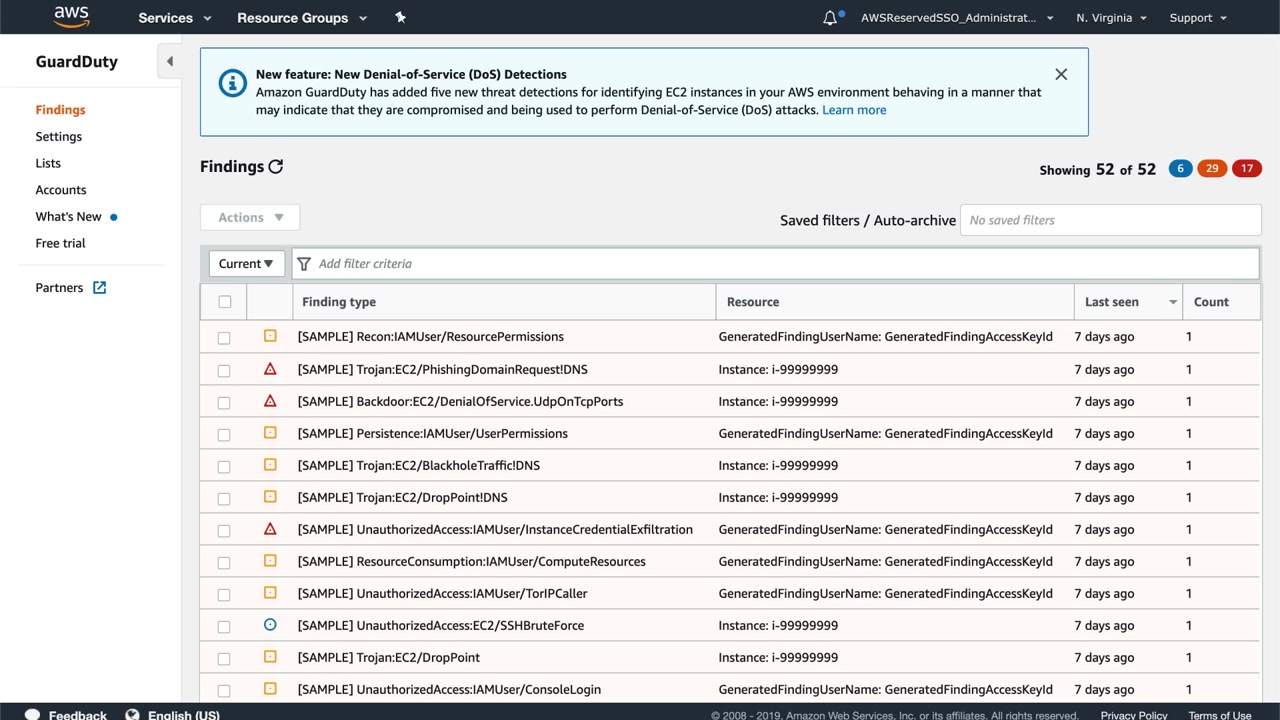 aws Services Resource Groups AWSReservedSSO_Administrat... N. Virginia Support
GuardDuty
Findings
Settings
Lists
Accounts
What's New
Free trial
Partners
New feature: New Denial-of-Service (DoS) Detections
Amazon GuardDuty has added five new threat detections for identifying EC2 instances in your AWS environment behaving in a manner that
may indicate that they are compromised and being used to perform Denial-of-Service (DoS) attacks. Learn more
Findings
Showing 52 of 52 6 29 17
Actions
Saved filters / Auto-archive No saved filters
Current Add filter criteria
Finding type Resource Last seen Count
[SAMPLE] Recon:IAMUser/ResourcePermissions GeneratedFindingUserName: GeneratedFindingAccessKeyId 7 days ago 1
[SAMPLE] Trojan:EC2/PhishingDomainRequest!DNS Instance: i-99999999 7 days ago 1
[SAMPLE] Backdoor:EC2/DenialOfService.UdpOnTcpPorts Instance: i-99999999 7 days ago 1
[SAMPLE] Persistence:IAMUser/UserPermissions GeneratedFindingUserName: GeneratedFindingAccessKeyId 7 days ago 1
[SAMPLE] Trojan:EC2/BlackholeTraffic!DNS Instance: i-99999999 7 days ago 1
[SAMPLE] Trojan:EC2/DropPoint!DNS Instance: i-99999999 7 days ago 1
[SAMPLE] UnauthorizedAccess:IAMUser/InstanceCredentialExfiltration GeneratedFindingUserName: GeneratedFindingAccessKeyId 7 days ago 1
[SAMPLE] ResourceConsumption:IAMUser/ComputeResources GeneratedFindingUserName: GeneratedFindingAccessKeyId 7 days ago 1
[SAMPLE] UnauthorizedAccess:IAMUser/TorIPCaller GeneratedFindingUserName: GeneratedFindingAccessKeyId 7 days ago 1
[SAMPLE] UnauthorizedAccess:EC2/SSHBruteForce Instance: i-99999999 7 days ago 1
[SAMPLE] Trojan:EC2/DropPoint Instance: i-99999999 7 days ago 1
[SAMPLE] UnauthorizedAccess:IAMUser/ConsoleLogin GeneratedFindingUserName: GeneratedFindingAccessKeyId 7 days ago 1
Feedback English (US) © 2008 - 2019, Amazon Web Services, Inc. or its affiliates. All rights reserved. Privacy Policy Terms of Use